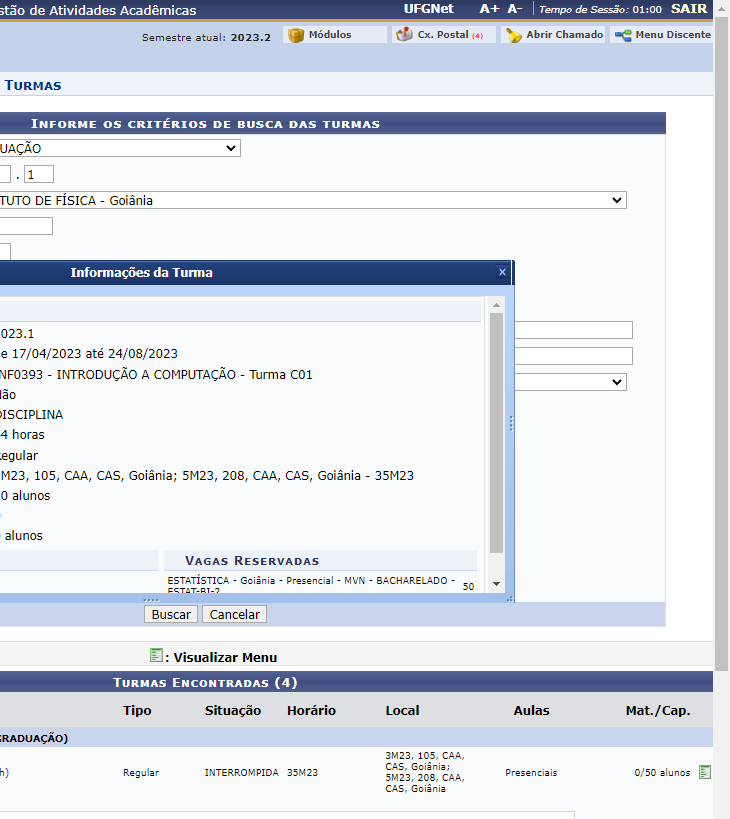 stão de Atividades Acadêmicas
UFGNet A+ A- Tempo de Sessão: 01:00 SAIR
Semestre atual: 2023.2 Módulos Cx. Postal (4) Abrir Chamado Menu Discente
TURMAS
INFORME OS CRITÉRIOS DE BUSCA DAS TURMAS
UAÇÃO
. 1
TUTO DE FÍSICA - Goiânia
Informações da Turma x
023.1
e 17/04/2023 até 24/08/2023
NF0393 - INTRODUÇÃO A COMPUTAÇÃO - Turma C01
ão
DISCIPLINA
4 horas
egular
M23, 105, CAA, CAS, Goiânia; 5M23, 208, CAA, CAS, Goiânia - 35M23
0 alunos
alunos
VAGAS RESERVADAS
ESTATÍSTICA - Goiânia - Presencial - MVN - BACHARELADO - 50
ESTAT-BI-2
Buscar Cancelar
: Visualizar Menu
TURMAS ENCONTRADAS (4)
Tipo Situação Horário Local Aulas Mat./Cap.
GRADUAÇÃO)
h) Regular INTERROMPIDA 35M23 3M23, 105, CAA, CAS, Goiânia; 5M23, 208, CAA, CAS, Goiânia Presenciais 0/50 alunos